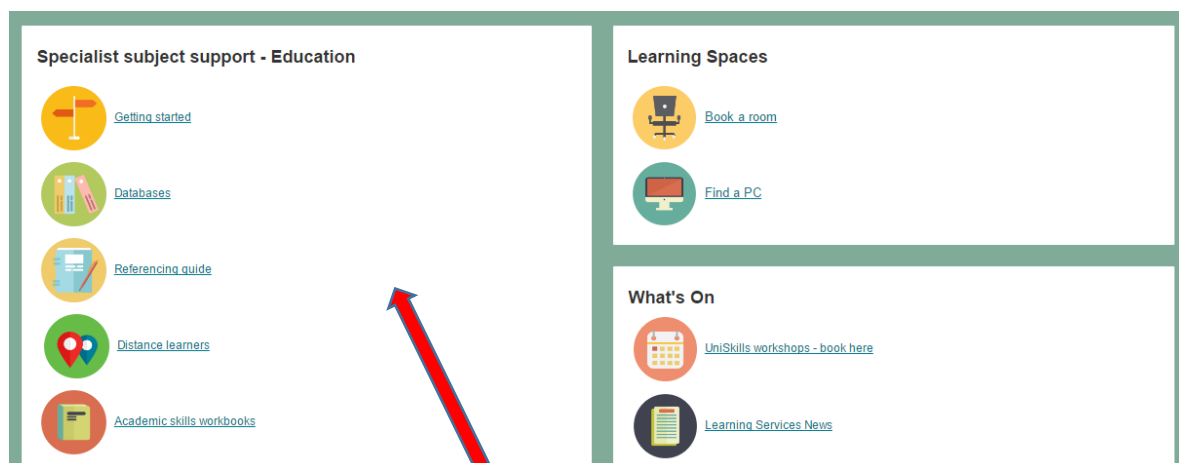 Specialist subject support - Education
Getting started
Databases
Referencing guide
Distance learners
Academic skills workbooks
Learning Spaces
Book a room
Find a PC
What's On
UniSkills workshops - book here
Learning Services News